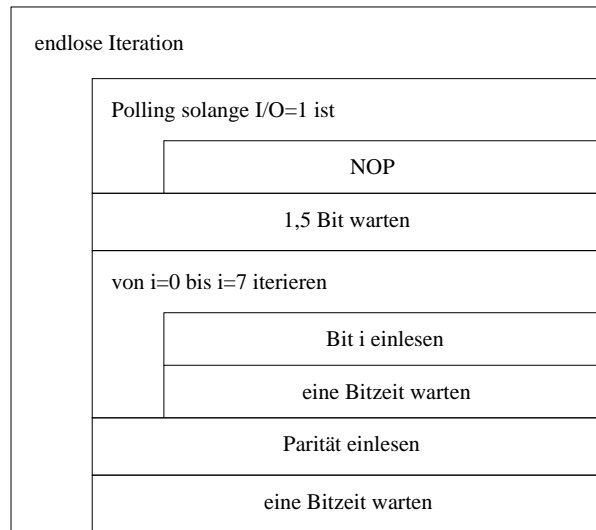 endlose Iteration
Polling solange I/O=1 ist
NOP
1,5 Bit warten
von i=0 bis i=7 iterieren
Bit i einlesen
eine Bitzeit warten
Parität einlesen
eine Bitzeit warten